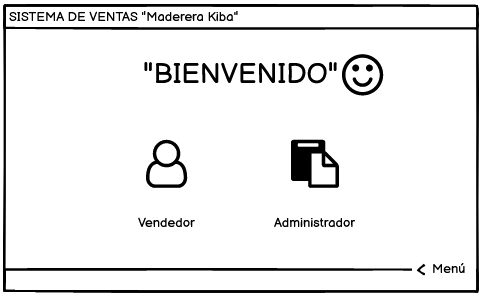 SISTEMA DE VENTAS "Maderera Kiba"
"BIENVENIDO"
Vendedor Administrador
< Menú